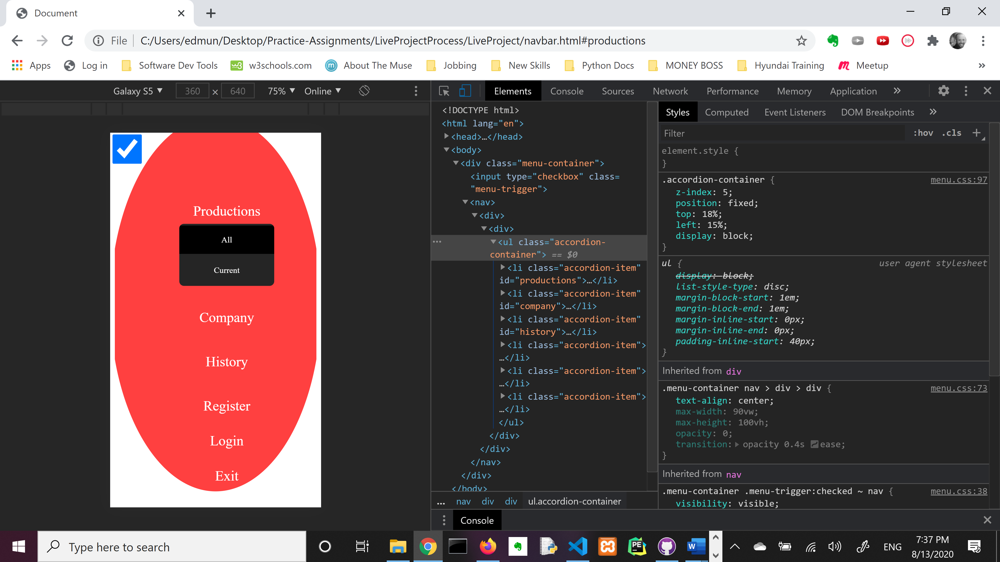 Document
File C:/Users/edmun/Desktop/Practice-Assignments/LiveProjectProcess/LiveProject/navbar.html#productions
Apps Log in Software Dev Tools w3schools.com About The Muse Jobbing New Skills Python Docs MONEY BOSS Hyundai Training Meetup »
Galaxy S5 360 × 640 75% Online
Elements Console Sources Network Performance Memory Application »
Productions
All
Current
Company
History
Register
Login
Exit
<!DOCTYPE html>
<html lang="en">
<head>…</head>
<body>
<div class="menu-container">
<input type="checkbox" class=
"menu-trigger">
<nav>
<div>
<div>
<ul class="accordion-
container"> == $0
<li class="accordion-item"
id="productions">…</li>
<li class="accordion-item"
id="company">…</li>
<li class="accordion-item"
id="history">…</li>
<li class="accordion-item">
…</li>
<li class="accordion-item">
…</li>
<li class="accordion-item">
…</li>
</ul>
</div>
</div>
</nav>
</div>
</body>
... nav div div ul.accordion-container
Styles Computed Event Listeners DOM Breakpoints »
Filter :hov .cls +
element.style {
}
.accordion-container { menu.css:97
z-index: 5;
position: fixed;
top: 18%;
left: 15%;
display: block;
}
ul { user agent stylesheet
display: block;
list-style-type: disc;
margin-block-start: 1em;
margin-block-end: 1em;
margin-inline-start: 0px;
margin-inline-end: 0px;
padding-inline-start: 40px;
}
Inherited from div
.menu-container nav > div > div { menu.css:73
text-align: center;
max-width: 90vw;
max-height: 100vh;
opacity: 0;
transition: opacity 0.4s ease;
}
Inherited from nav
.menu-container .menu-trigger:checked ~ nav { menu.css:38
visibility: visible;
Console
Type here to search
ENG
7:37 PM
8/13/2020